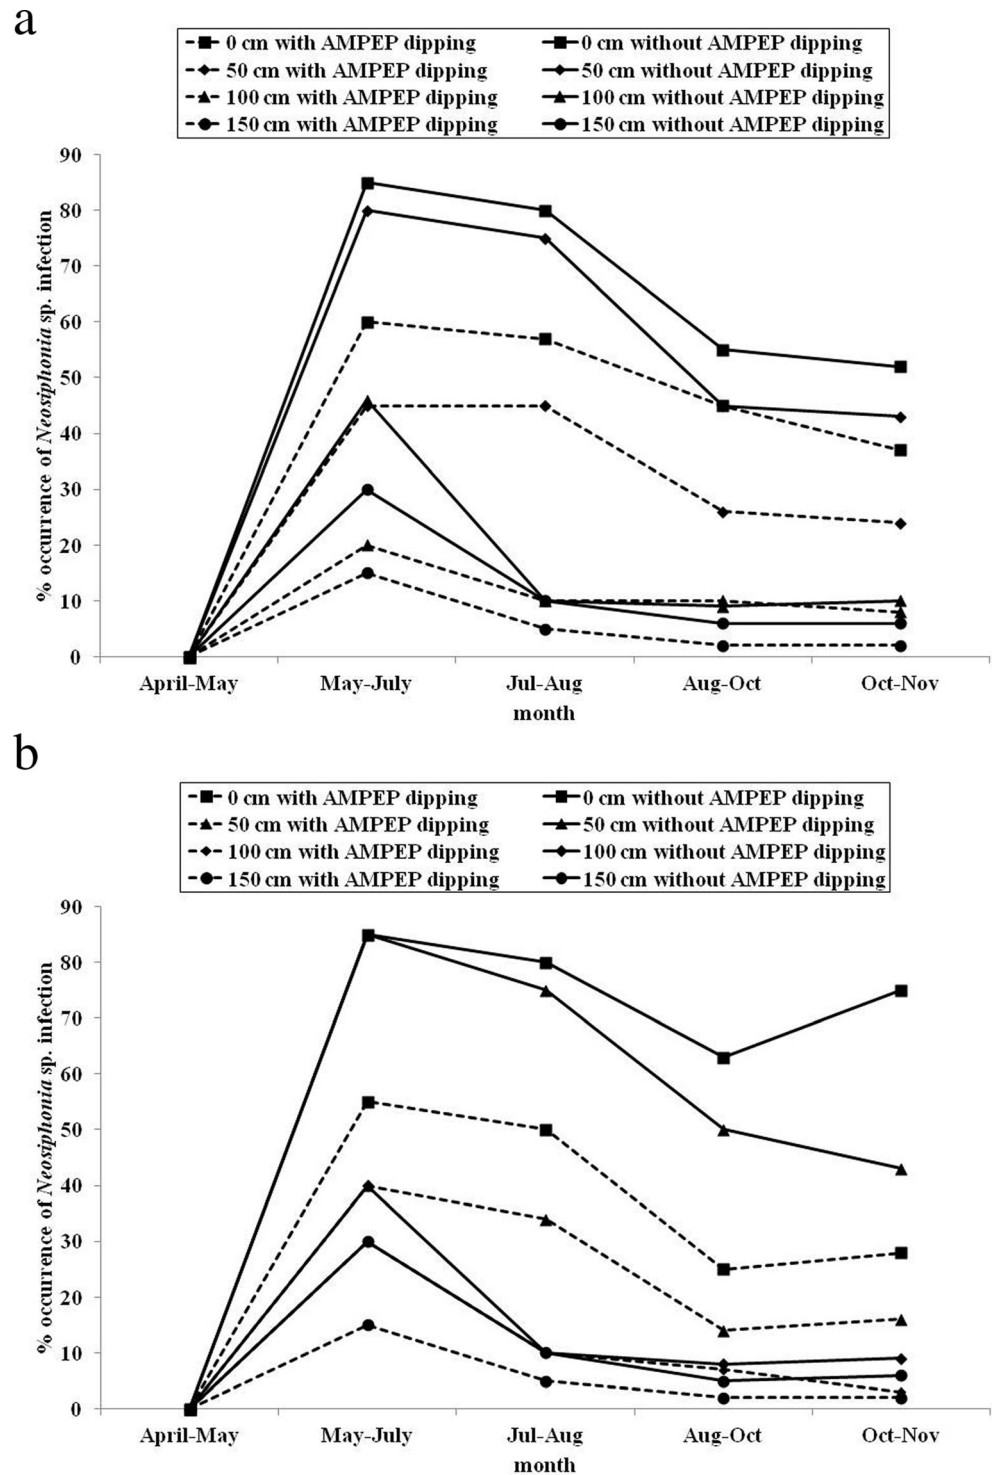 a
0 cm with AMPEP dipping 0 cm without AMPEP dipping
50 cm with AMPEP dipping 50 cm without AMPEP dipping
100 cm with AMPEP dipping 100 cm without AMPEP dipping
150 cm with AMPEP dipping 150 cm without AMPEP dipping
% occurrence of Neosiphonia sp. infection
90
80
70
60
50
40
30
20
10
0
April-May May-July Jul-Aug Aug-Oct Oct-Nov
month
b
0 cm with AMPEP dipping 0 cm without AMPEP dipping
50 cm with AMPEP dipping 50 cm without AMPEP dipping
100 cm with AMPEP dipping 100 cm without AMPEP dipping
150 cm with AMPEP dipping 150 cm without AMPEP dipping
% occurrence of Neosiphonia sp. infection
90
80
70
60
50
40
30
20
10
0
April-May May-July Jul-Aug Aug-Oct Oct-Nov
month